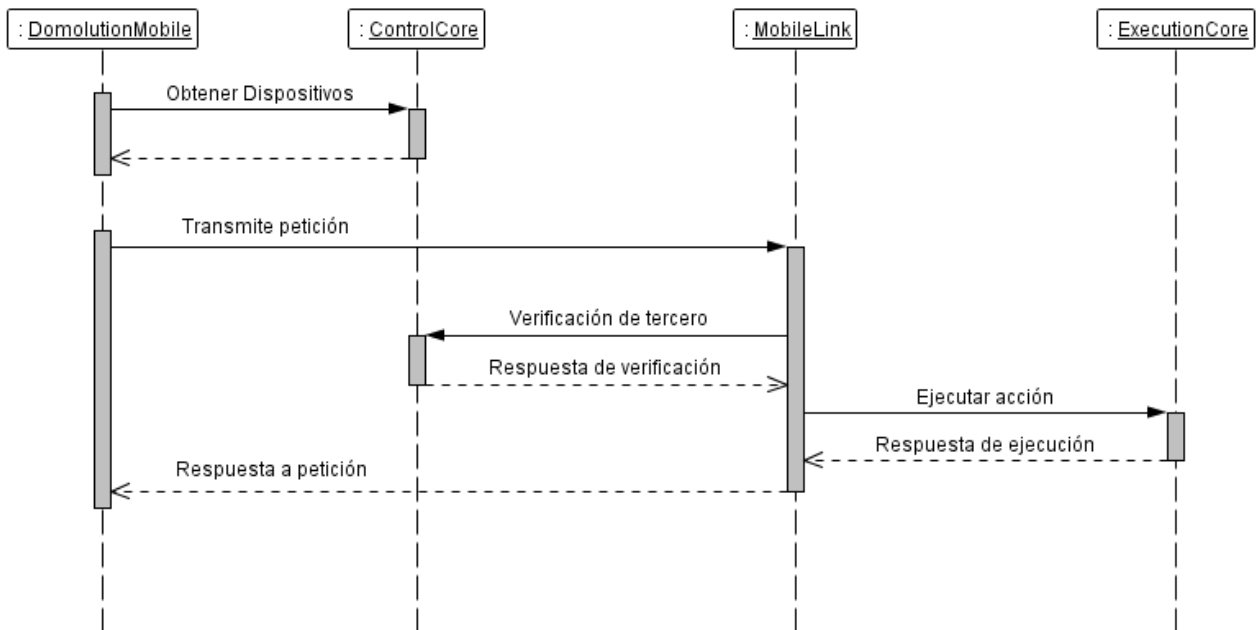 : DomolutionMobile
: ControlCore
: MobileLink
: ExecutionCore
Obtener Dispositivos
Transmite petición
Verificación de tercero
Respuesta de verificación
Ejecutar acción
Respuesta de ejecución
Respuesta a petición